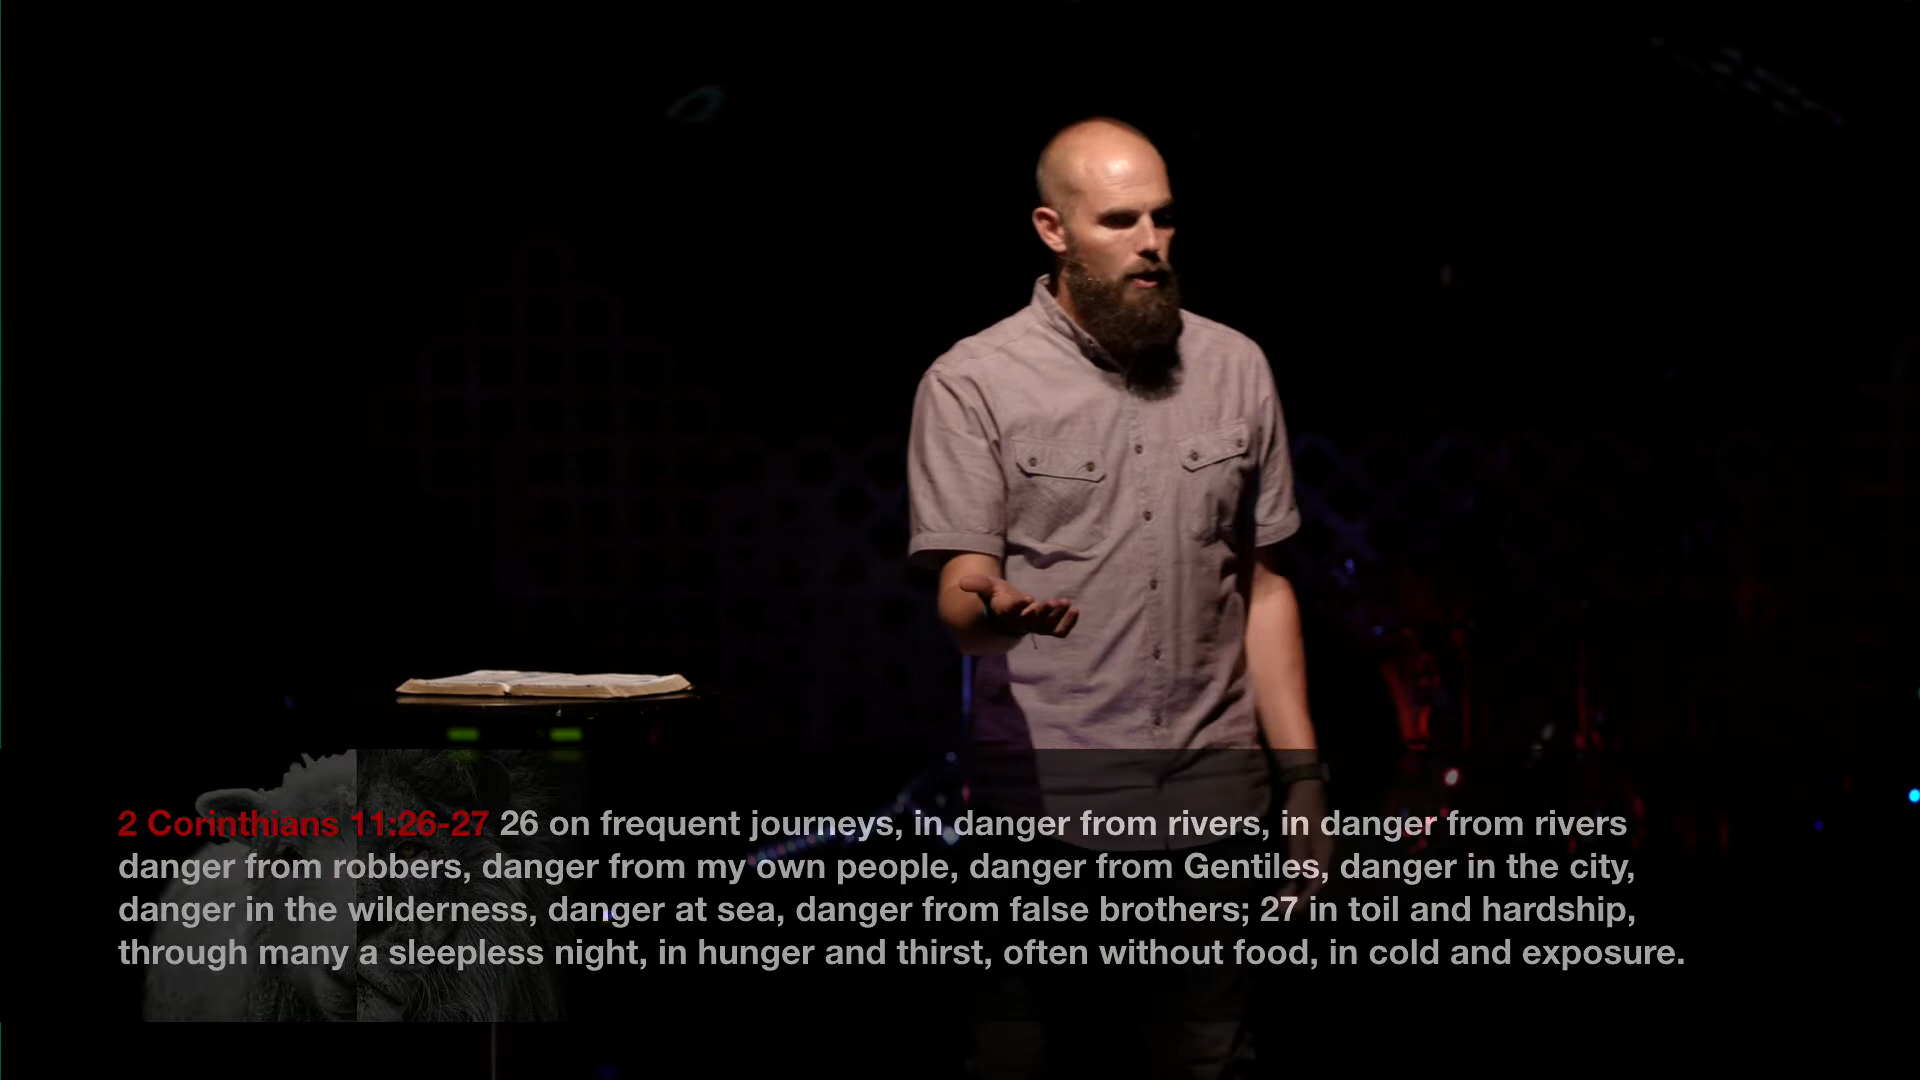 2 Corinthians 11:26-27 26 on frequent journeys, in danger from rivers, in danger from rivers
danger from robbers, danger from my own people, danger from Gentiles, danger in the city,
danger in the wilderness, danger at sea, danger from false brothers; 27 in toil and hardship,
through many a sleepless night, in hunger and thirst, often without food, in cold and exposure.